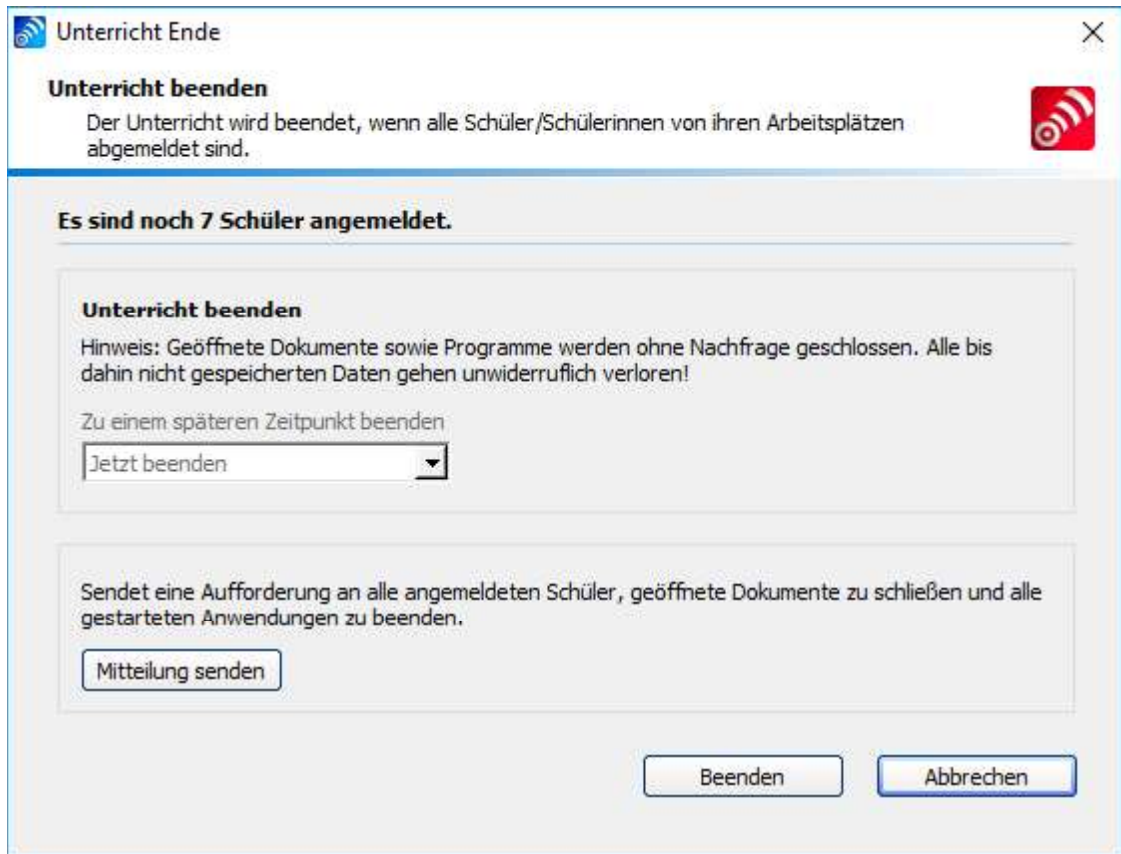 Unterricht Ende
Unterricht beenden
Der Unterricht wird beendet, wenn alle Schüler/Schülerinnen von ihren Arbeitsplätzen
abgemeldet sind.
Es sind noch 7 Schüler angemeldet.
Unterricht beenden
Hinweis: Geöffnete Dokumente sowie Programme werden ohne Nachfrage geschlossen. Alle bis
dahin nicht gespeicherten Daten gehen unwiderruflich verloren!
Zu einem späteren Zeitpunkt beenden
Jetzt beenden
Sendet eine Aufforderung an alle angemeldeten Schüler, geöffnete Dokumente zu schließen und alle
gestarteten Anwendungen zu beenden.
Mitteilung senden
Beenden
Abbrechen